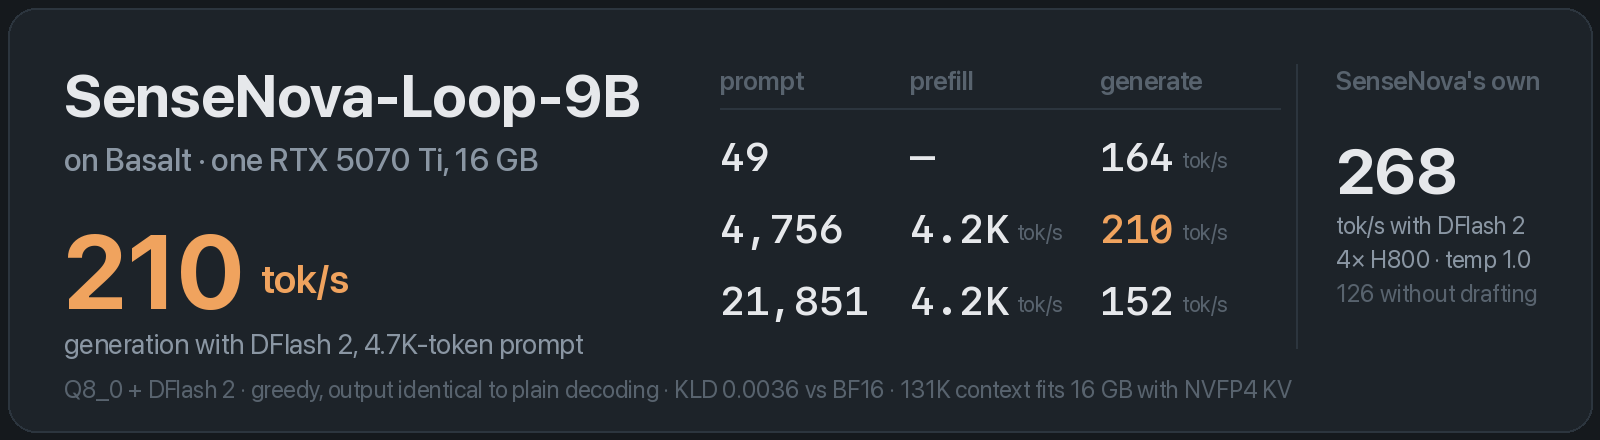 SenseNova-Loop-9B
on Basalt · one RTX 5070 Ti, 16 GB
210 tok/s
generation with DFlash 2, 4.7K-token prompt
prompt prefill generate
49 — 164 tok/s
4,756 4.2K tok/s 210 tok/s
21,851 4.2K tok/s 152 tok/s
SenseNova's own
268
tok/s with DFlash 2
4× H800 · temp 1.0
126 without drafting
Q8_0 + DFlash 2 · greedy, output identical to plain decoding · KLD 0.0036 vs BF16 · 131K context fits 16 GB with NVFP4 KV